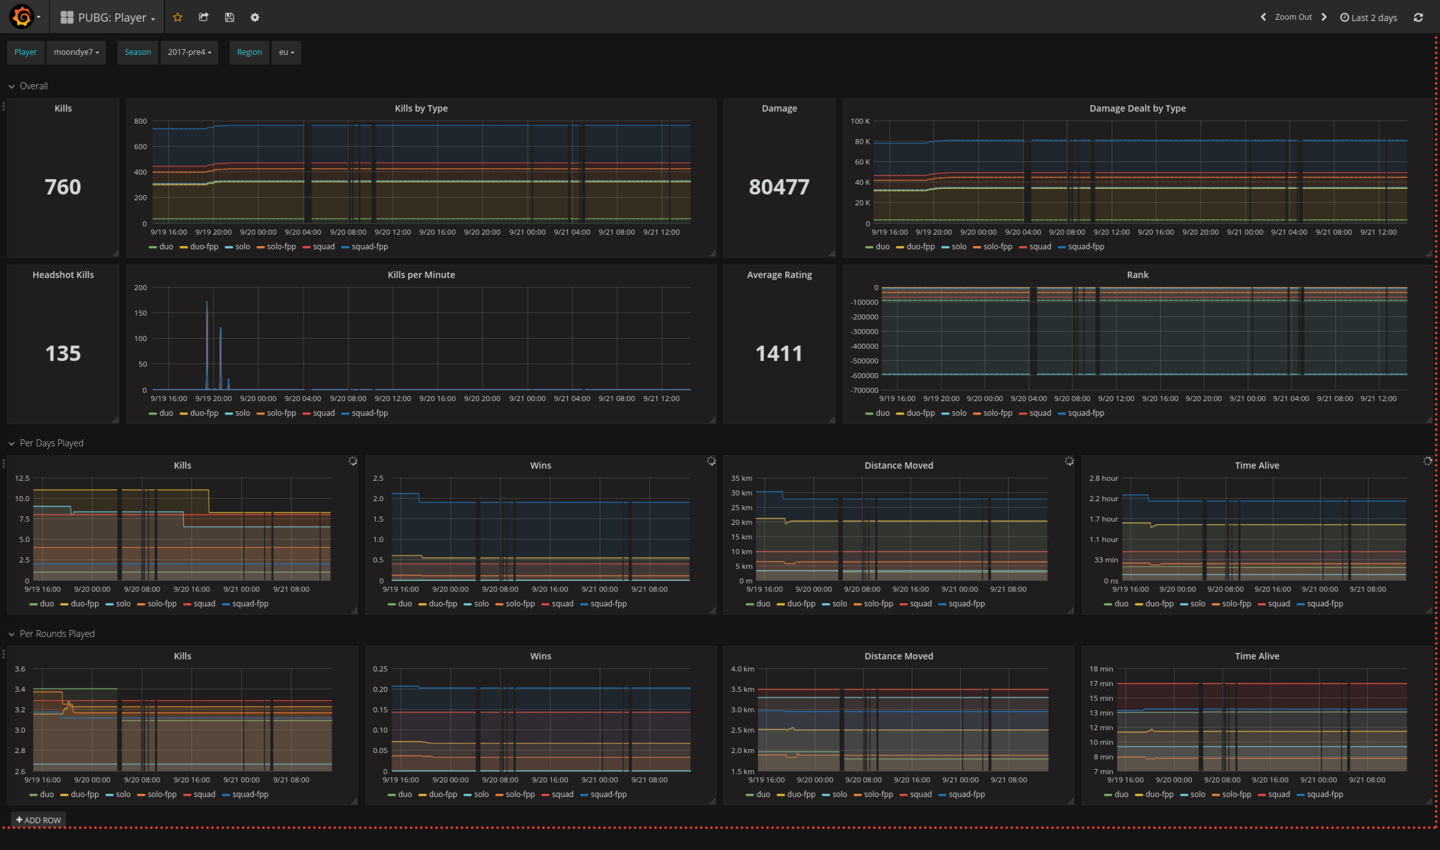 PUBG: Player
Zoom Out
Last 2 days
Player moondye7 Season 2017-pre4 Region eu
Overall
Kills
760
Kills by Type
800
600
400
200
0
9/19 16:00 9/19 20:00 9/20 00:00 9/20 04:00 9/20 08:00 9/20 12:00 9/20 16:00 9/20 20:00 9/21 00:00 9/21 04:00 9/21 08:00 9/21 12:00
duo duo-fpp solo solo-fpp squad squad-fpp
Damage
80477
Damage Dealt by Type
100 K
80 K
60 K
40 K
20 K
0
9/19 16:00 9/19 20:00 9/20 00:00 9/20 04:00 9/20 08:00 9/20 12:00 9/20 16:00 9/20 20:00 9/21 00:00 9/21 04:00 9/21 08:00 9/21 12:00
duo duo-fpp solo solo-fpp squad squad-fpp
Headshot Kills
135
Kills per Minute
200
150
100
50
0
9/19 16:00 9/19 20:00 9/20 00:00 9/20 04:00 9/20 08:00 9/20 12:00 9/20 16:00 9/20 20:00 9/21 00:00 9/21 04:00 9/21 08:00 9/21 12:00
duo duo-fpp solo solo-fpp squad squad-fpp
Average Rating
1411
Rank
0
-100000
-200000
-300000
-400000
-500000
-600000
-700000
9/19 16:00 9/19 20:00 9/20 00:00 9/20 04:00 9/20 08:00 9/20 12:00 9/20 16:00 9/20 20:00 9/21 00:00 9/21 04:00 9/21 08:00 9/21 12:00
duo duo-fpp solo solo-fpp squad squad-fpp
Per Days Played
Kills
12.5
10.0
7.5
5.0
2.5
0
9/19 16:00 9/20 00:00 9/20 08:00 9/20 16:00 9/21 00:00 9/21 08:00
duo duo-fpp solo solo-fpp squad squad-fpp
Wins
2.5
2.0
1.5
1.0
0.5
0
9/19 16:00 9/20 00:00 9/20 08:00 9/20 16:00 9/21 00:00 9/21 08:00
duo duo-fpp solo solo-fpp squad squad-fpp
Distance Moved
35 km
30 km
25 km
20 km
15 km
10 km
5 km
0 m
9/19 16:00 9/20 00:00 9/20 08:00 9/20 16:00 9/21 00:00 9/21 08:00
duo duo-fpp solo solo-fpp squad squad-fpp
Time Alive
2.8 hour
2.2 hour
1.7 hour
1.1 hour
33 min
0 ns
9/19 16:00 9/20 00:00 9/20 08:00 9/20 16:00 9/21 00:00 9/21 08:00
duo duo-fpp solo solo-fpp squad squad-fpp
Per Rounds Played
Kills
3.6
3.4
3.2
3.0
2.8
2.6
9/19 16:00 9/20 00:00 9/20 08:00 9/20 16:00 9/21 00:00 9/21 08:00
duo duo-fpp solo solo-fpp squad squad-fpp
Wins
0.25
0.20
0.15
0.10
0.05
0
9/19 16:00 9/20 00:00 9/20 08:00 9/20 16:00 9/21 00:00 9/21 08:00
duo duo-fpp solo solo-fpp squad squad-fpp
Distance Moved
4.0 km
3.5 km
3.0 km
2.5 km
2.0 km
1.5 km
9/19 16:00 9/20 00:00 9/20 08:00 9/20 16:00 9/21 00:00 9/21 08:00
duo duo-fpp solo solo-fpp squad squad-fpp
Time Alive
18 min
17 min
15 min
13 min
12 min
10 min
8 min
7 min
9/19 16:00 9/20 00:00 9/20 08:00 9/20 16:00 9/21 00:00 9/21 08:00
duo duo-fpp solo solo-fpp squad squad-fpp
+ ADD ROW